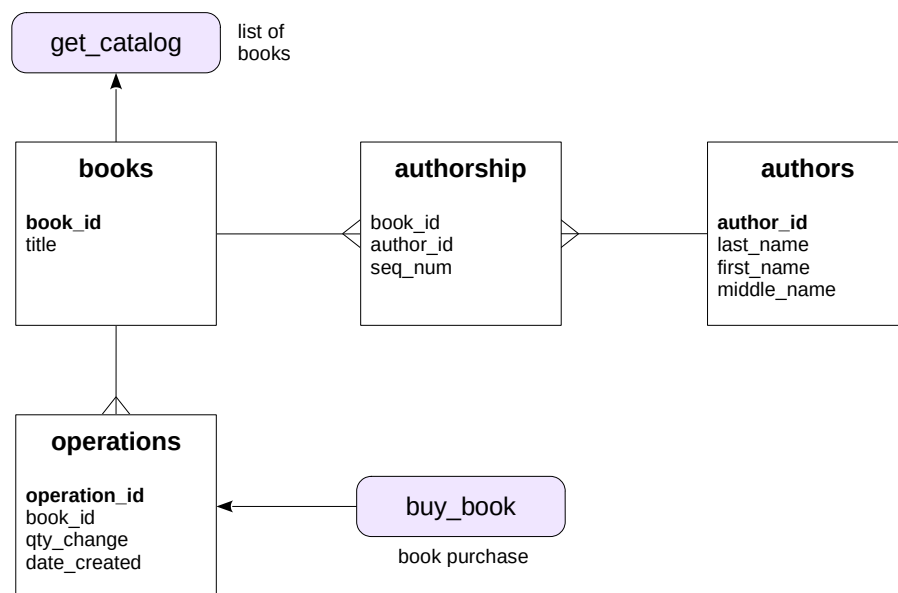 get_catalog
list of
books
books
book_id
title
authorship
book_id
author_id
seq_num
authors
author_id
last_name
first_name
middle_name
operations
operation_id
book_id
qty_change
date_created
buy_book
book purchase